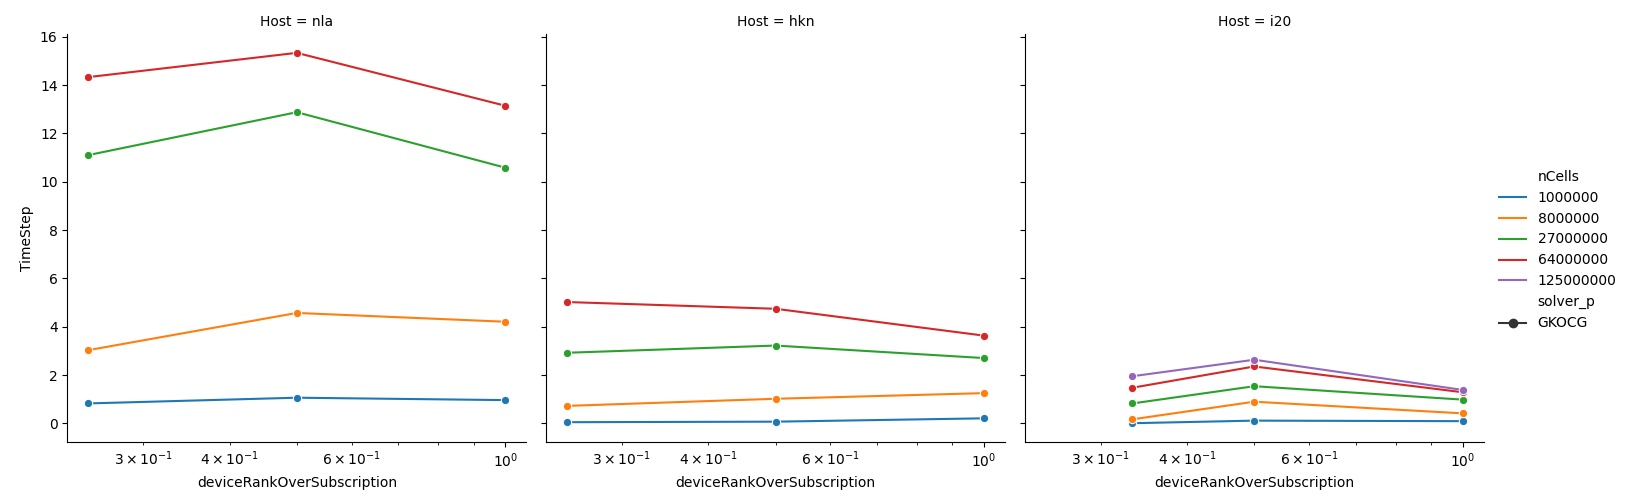 Host = nla
Host = hkn
Host = i20
TimeStep
16
14
12
10
8
6
4
2
0
3 × 10⁻¹
4 × 10⁻¹
6 × 10⁻¹
10⁰
3 × 10⁻¹
4 × 10⁻¹
6 × 10⁻¹
10⁰
3 × 10⁻¹
4 × 10⁻¹
6 × 10⁻¹
10⁰
deviceRankOverSubscription
deviceRankOverSubscription
deviceRankOverSubscription
nCells
1000000
8000000
27000000
64000000
125000000
solver_p
GKOCG